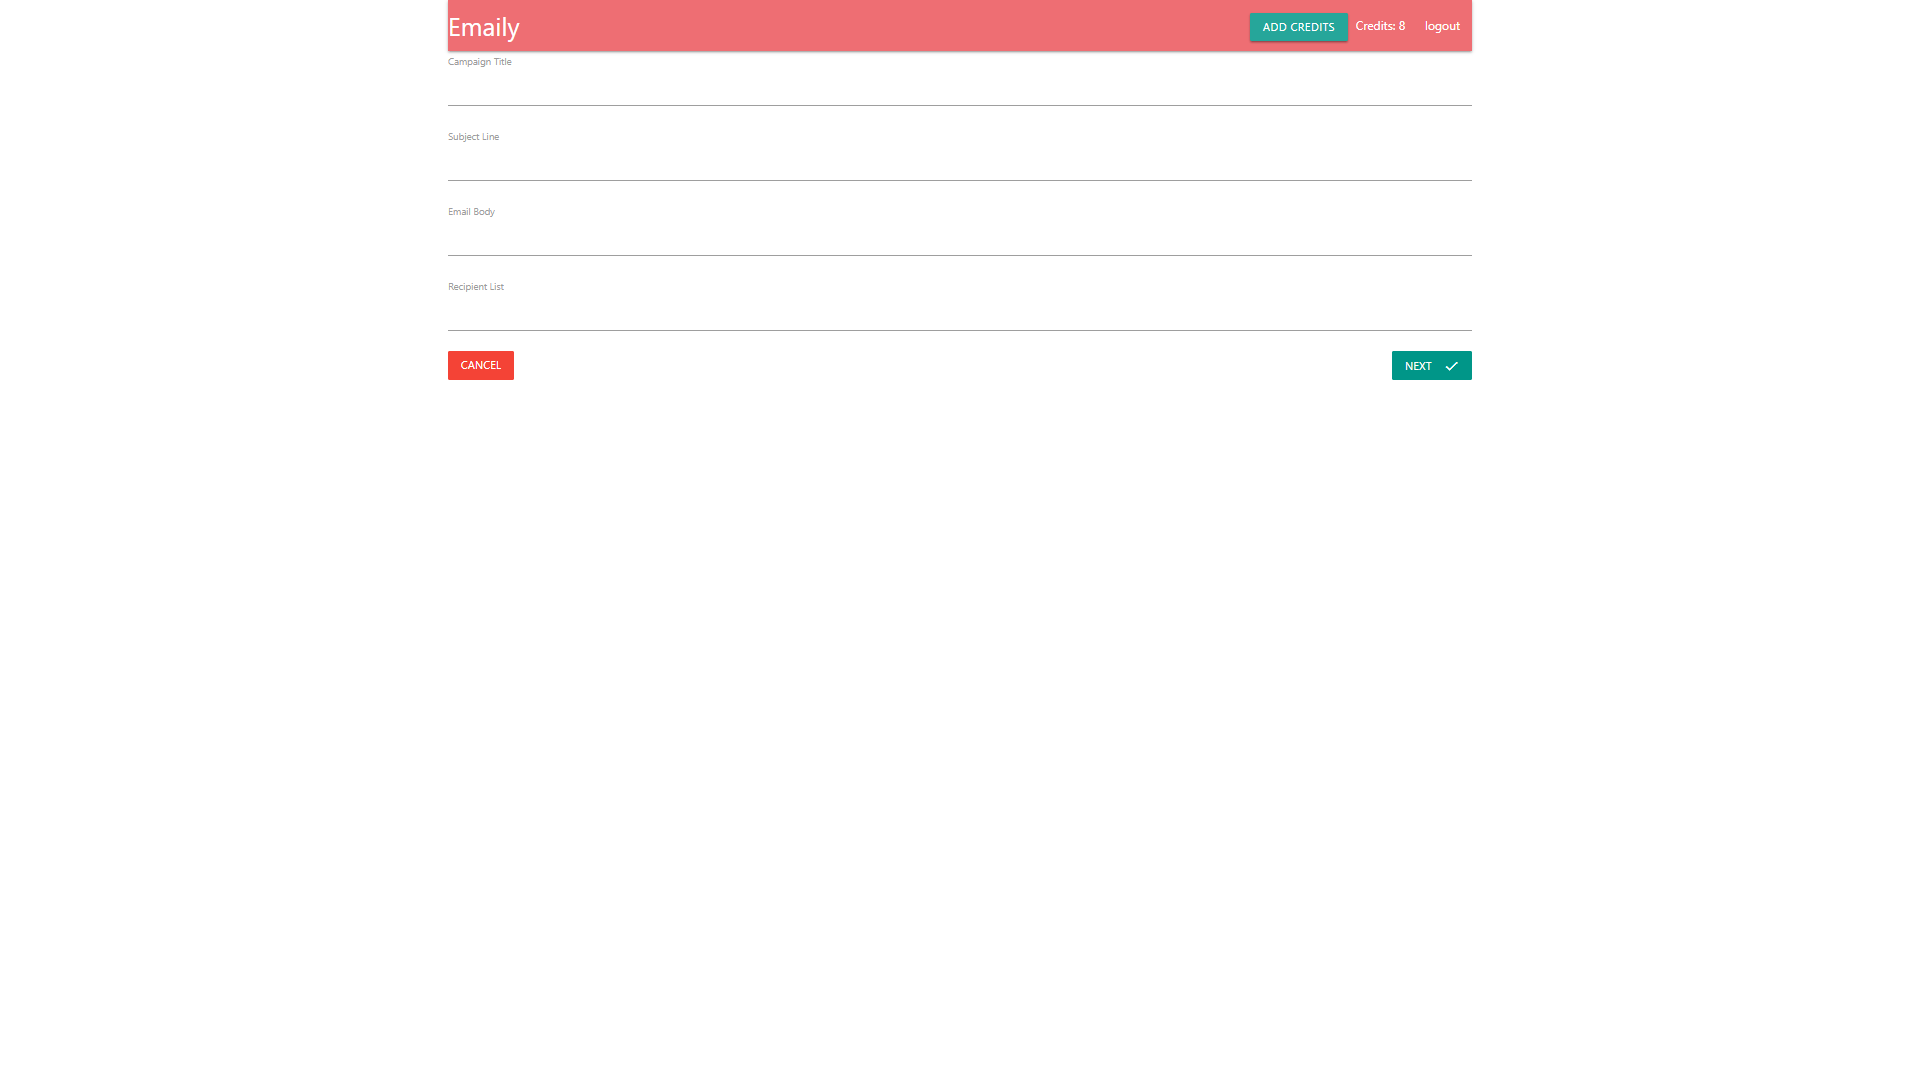 Emaily
ADD CREDITS Credits: 8 logout
Campaign Title
Subject Line
Email Body
Recipient List
CANCEL
NEXT